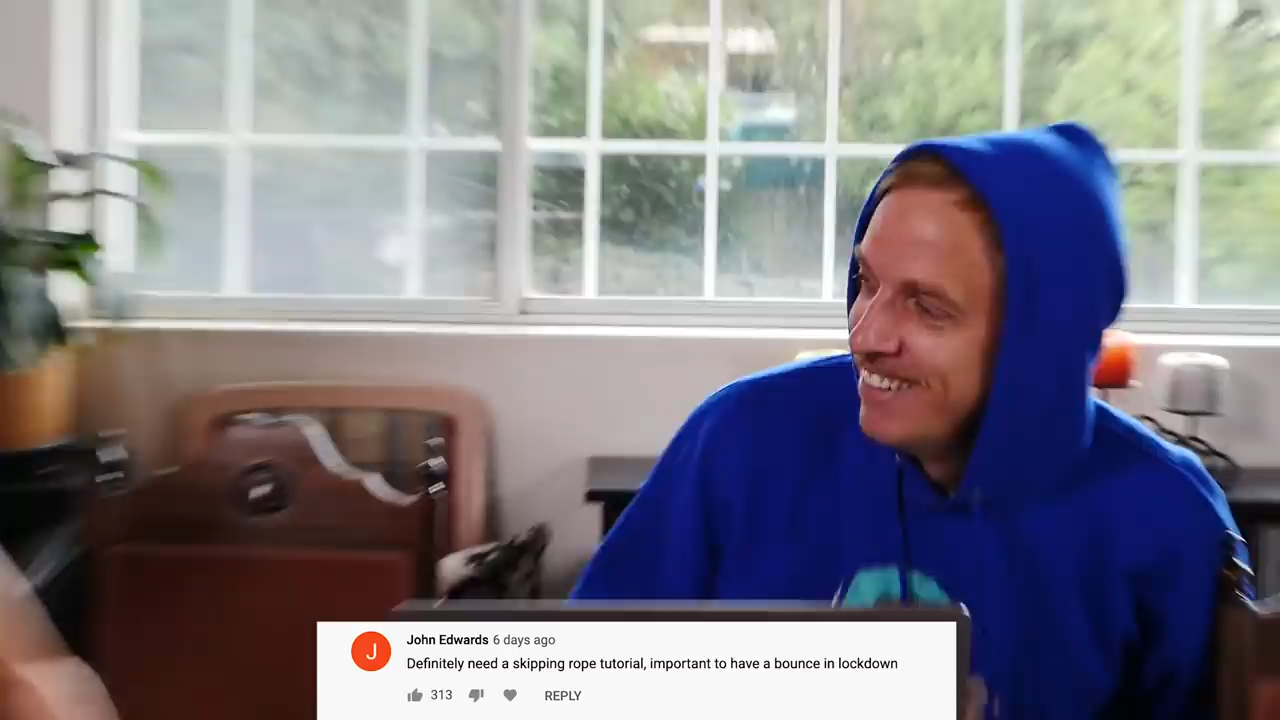 John Edwards 6 days ago
Definitely need a skipping rope tutorial, important to have a bounce in lockdown
313 REPLY